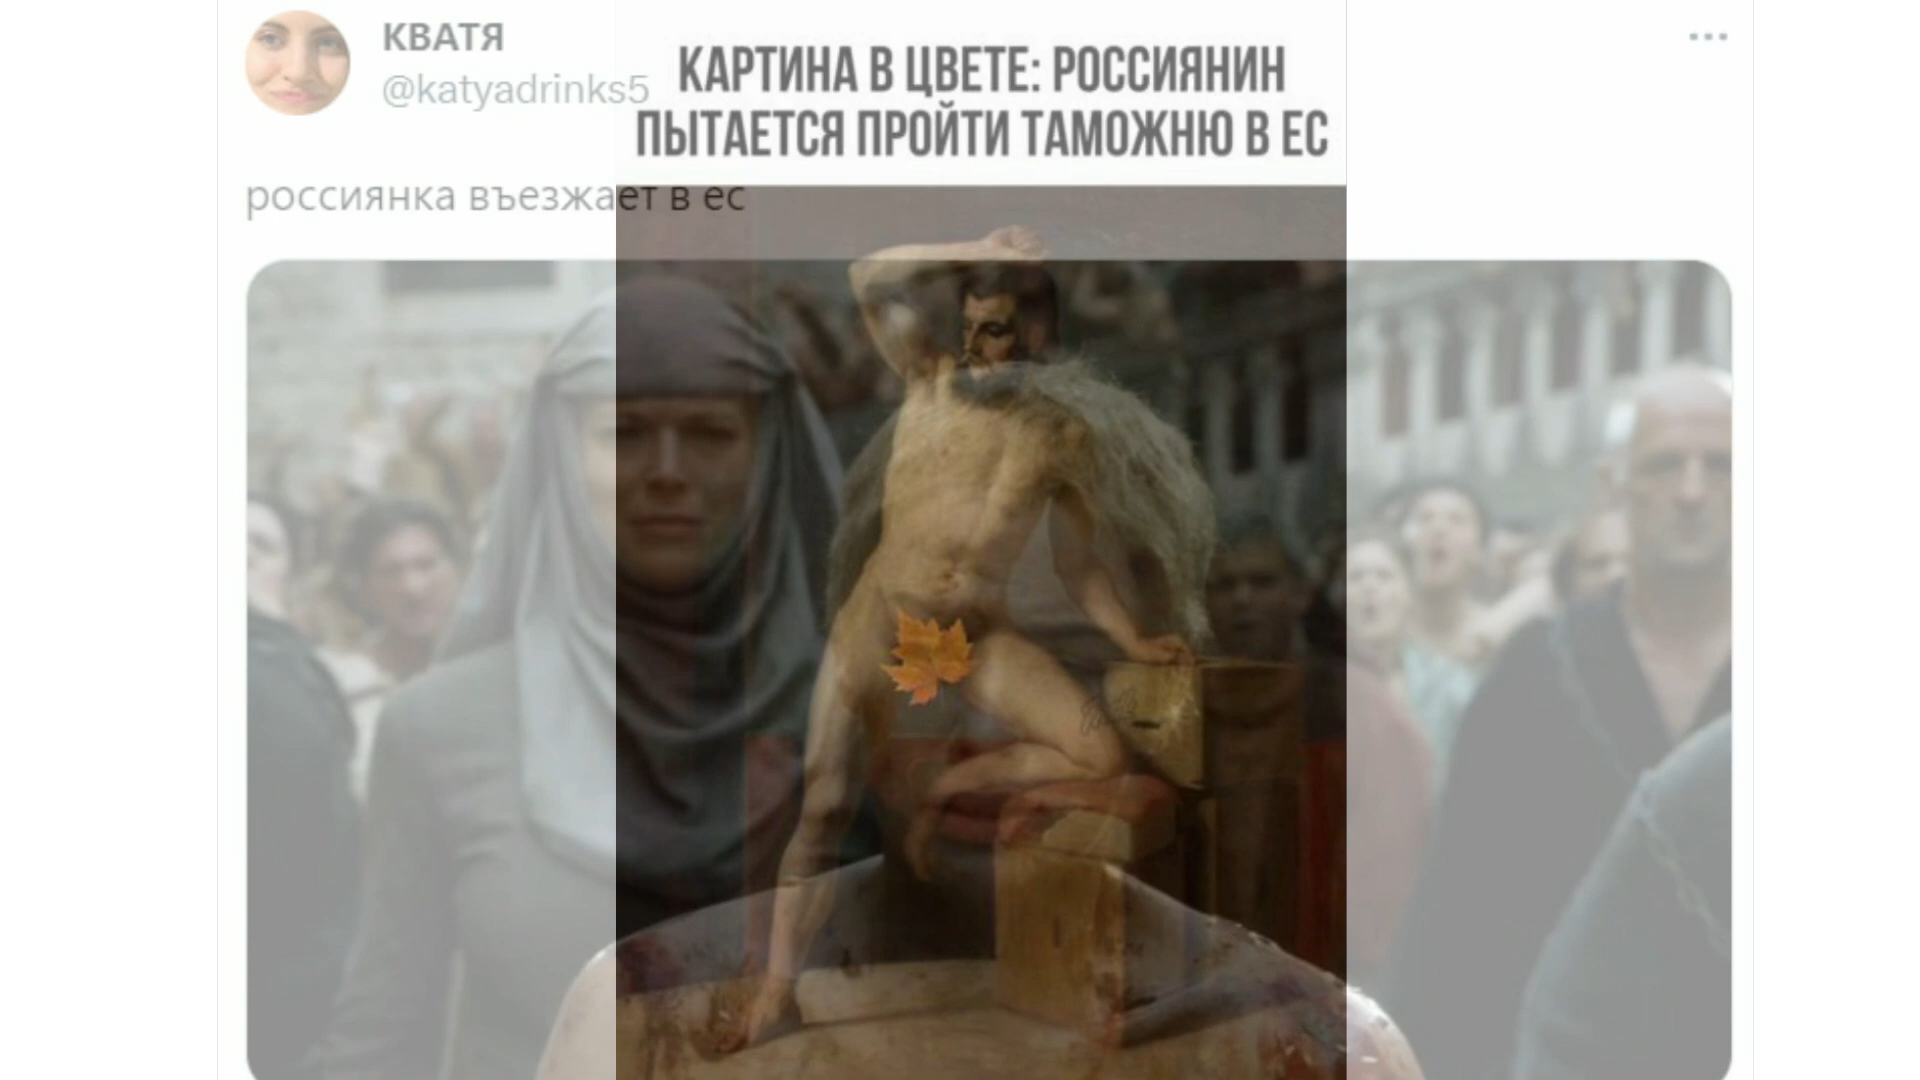 КВАТЯ
@katyadrinks5
КАРТИНА В ЦВЕТЕ: РОССИЯНИН
ПЫТАЕТСЯ ПРОЙТИ ТАМОЖНЮ В ЕС
россиянка въезжает в ес